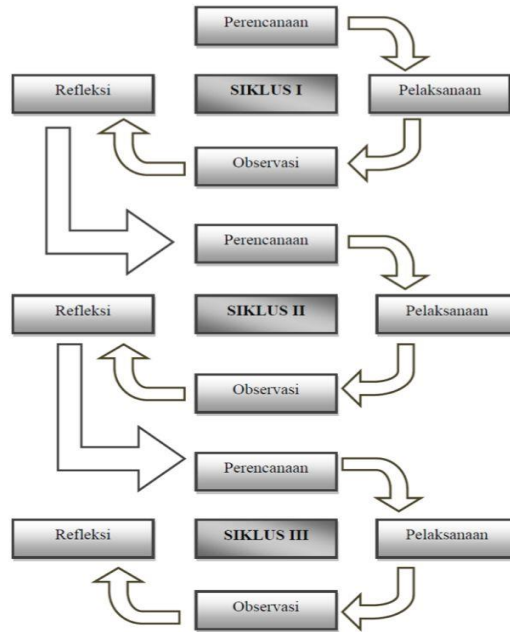 Perencanaan
Refleksi
SIKLUS I
Pelaksanaan
Observasi
Perencanaan
Refleksi
SIKLUS II
Pelaksanaan
Observasi
Perencanaan
Refleksi
SIKLUS III
Pelaksanaan
Observasi